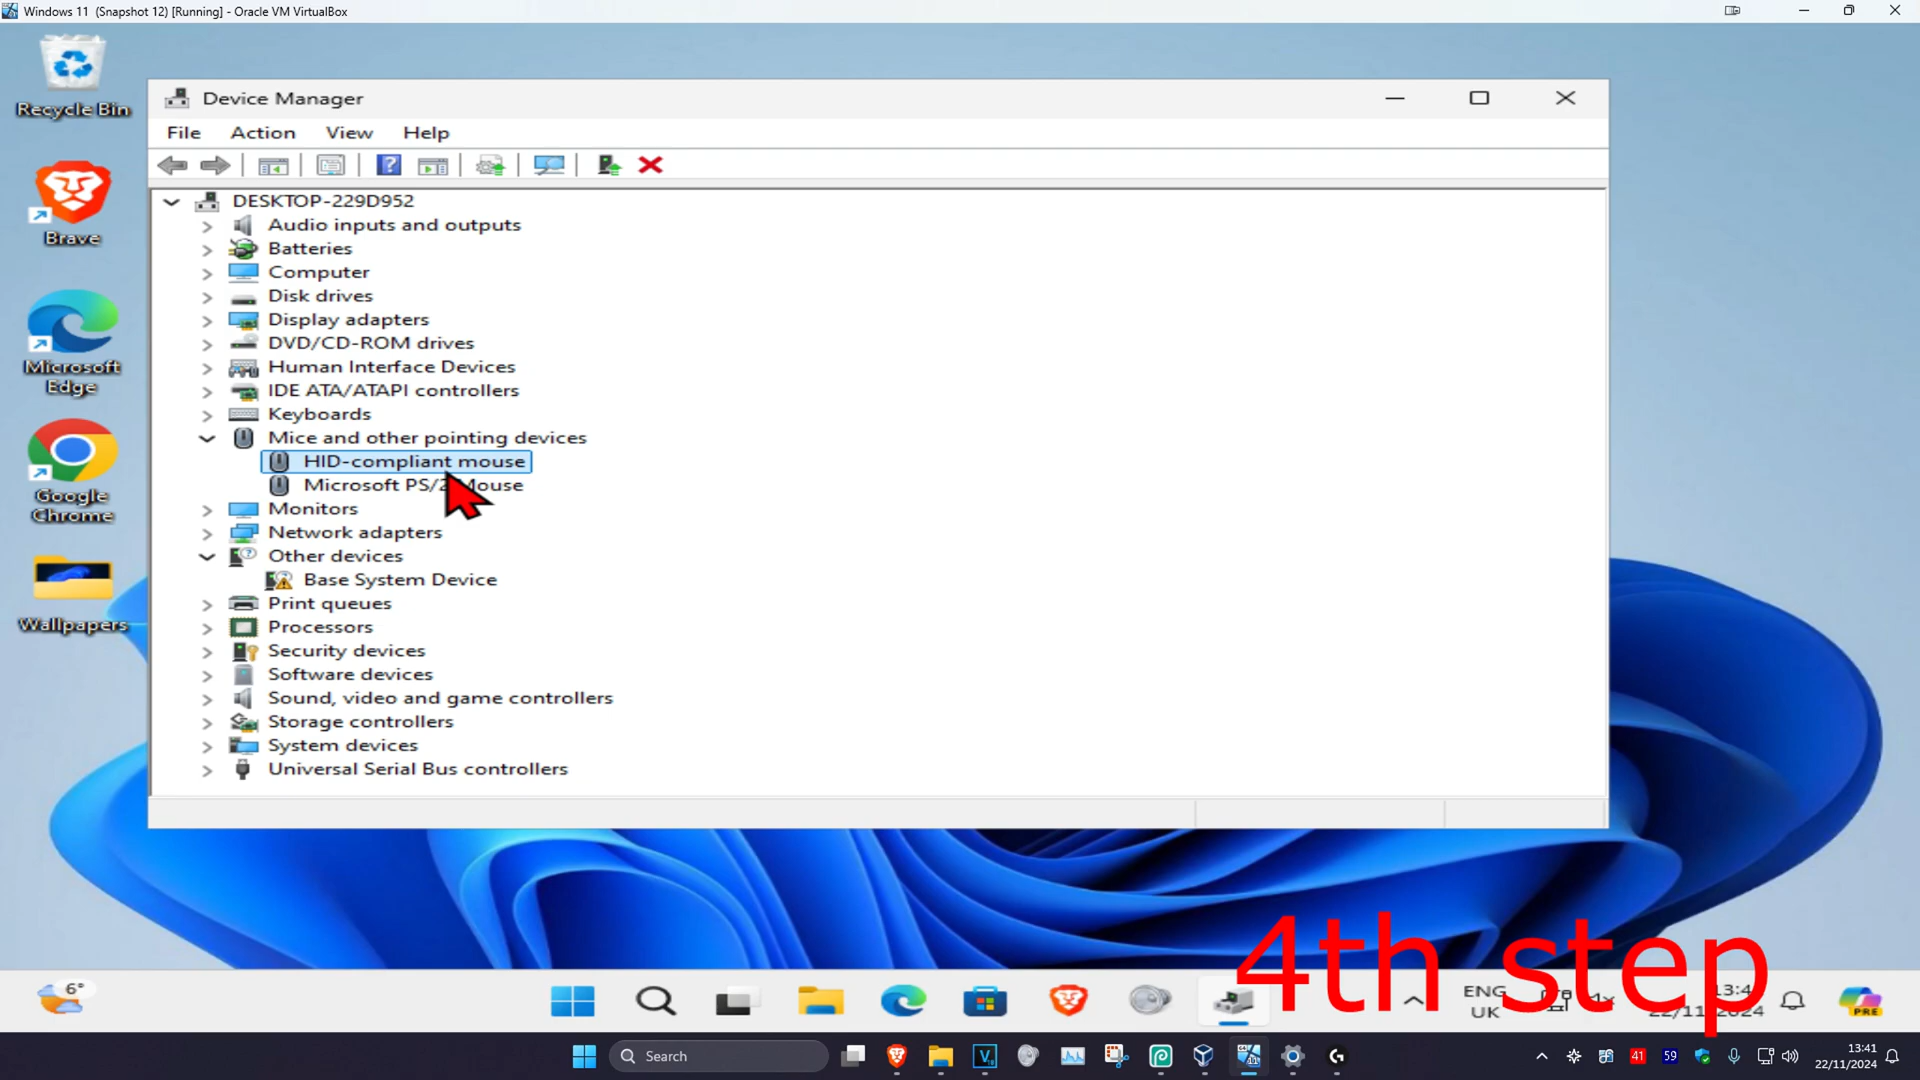 Windows 11 (Snapshot 12) [Running] - Oracle VM VirtualBox
Recycle Bin
Brave
Microsoft
Edge
Google
Chrome
Wallpapers
Device Manager
File Action View Help
DESKTOP-229D952
Audio inputs and outputs
Batteries
Computer
Disk drives
Display adapters
DVD/CD-ROM drives
Human Interface Devices
IDE ATA/ATAPI controllers
Keyboards
Mice and other pointing devices
HID-compliant mouse
Microsoft PS/2 Mouse
Monitors
Network adapters
Other devices
Base System Device
Print queues
Processors
Security devices
Software devices
Sound, video and game controllers
Storage controllers
System devices
Universal Serial Bus controllers
4th step
6°
ENG
UK
PRE
Search
41
59
13:41
22/11/2024